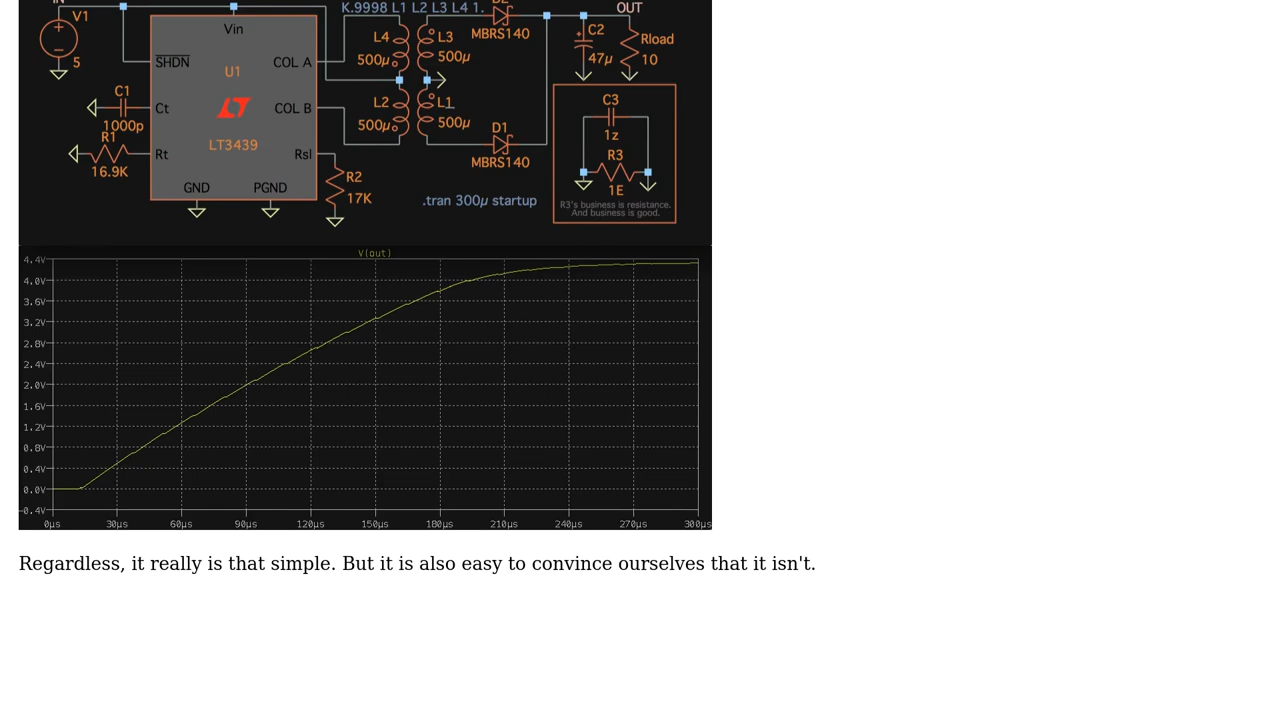 K.9998 L1 L2 L3 L4 1.
OUT
V1
5
Vin
SHDN
U1
COL A
C1
1000p
Ct
COL B
R1
16.9K
Rt
LT3439
Rsl
GND
PGND
R2
17K
L4
500µ
L3
500µ
L2
500µ
L1
500µ
MBRS140
D1
MBRS140
C2
47µ
Rload
10
C3
1z
R3
1E
R3's business is resistance.
And business is good.
.tran 300µ startup
V(out)
4.4V
4.0V
3.6V
3.2V
2.8V
2.4V
2.0V
1.6V
1.2V
0.8V
0.4V
0.0V
-0.4V
0µs 30µs 60µs 90µs 120µs 150µs 180µs 210µs 240µs 270µs 300µs
Regardless, it really is that simple. But it is also easy to convince ourselves that it isn't.